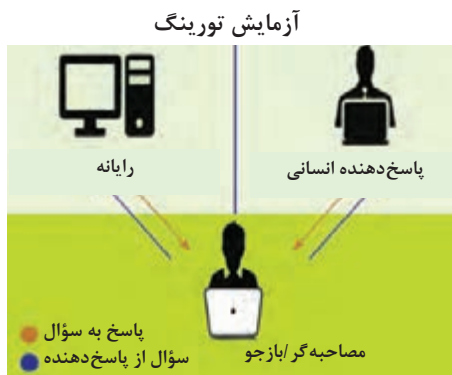 آزمایش تورینگ
پاسخ‌دهنده انسانی
رایانه
مصاحبه‌گر/بازجو
پاسخ به سؤال
سؤال از پاسخ‌دهنده